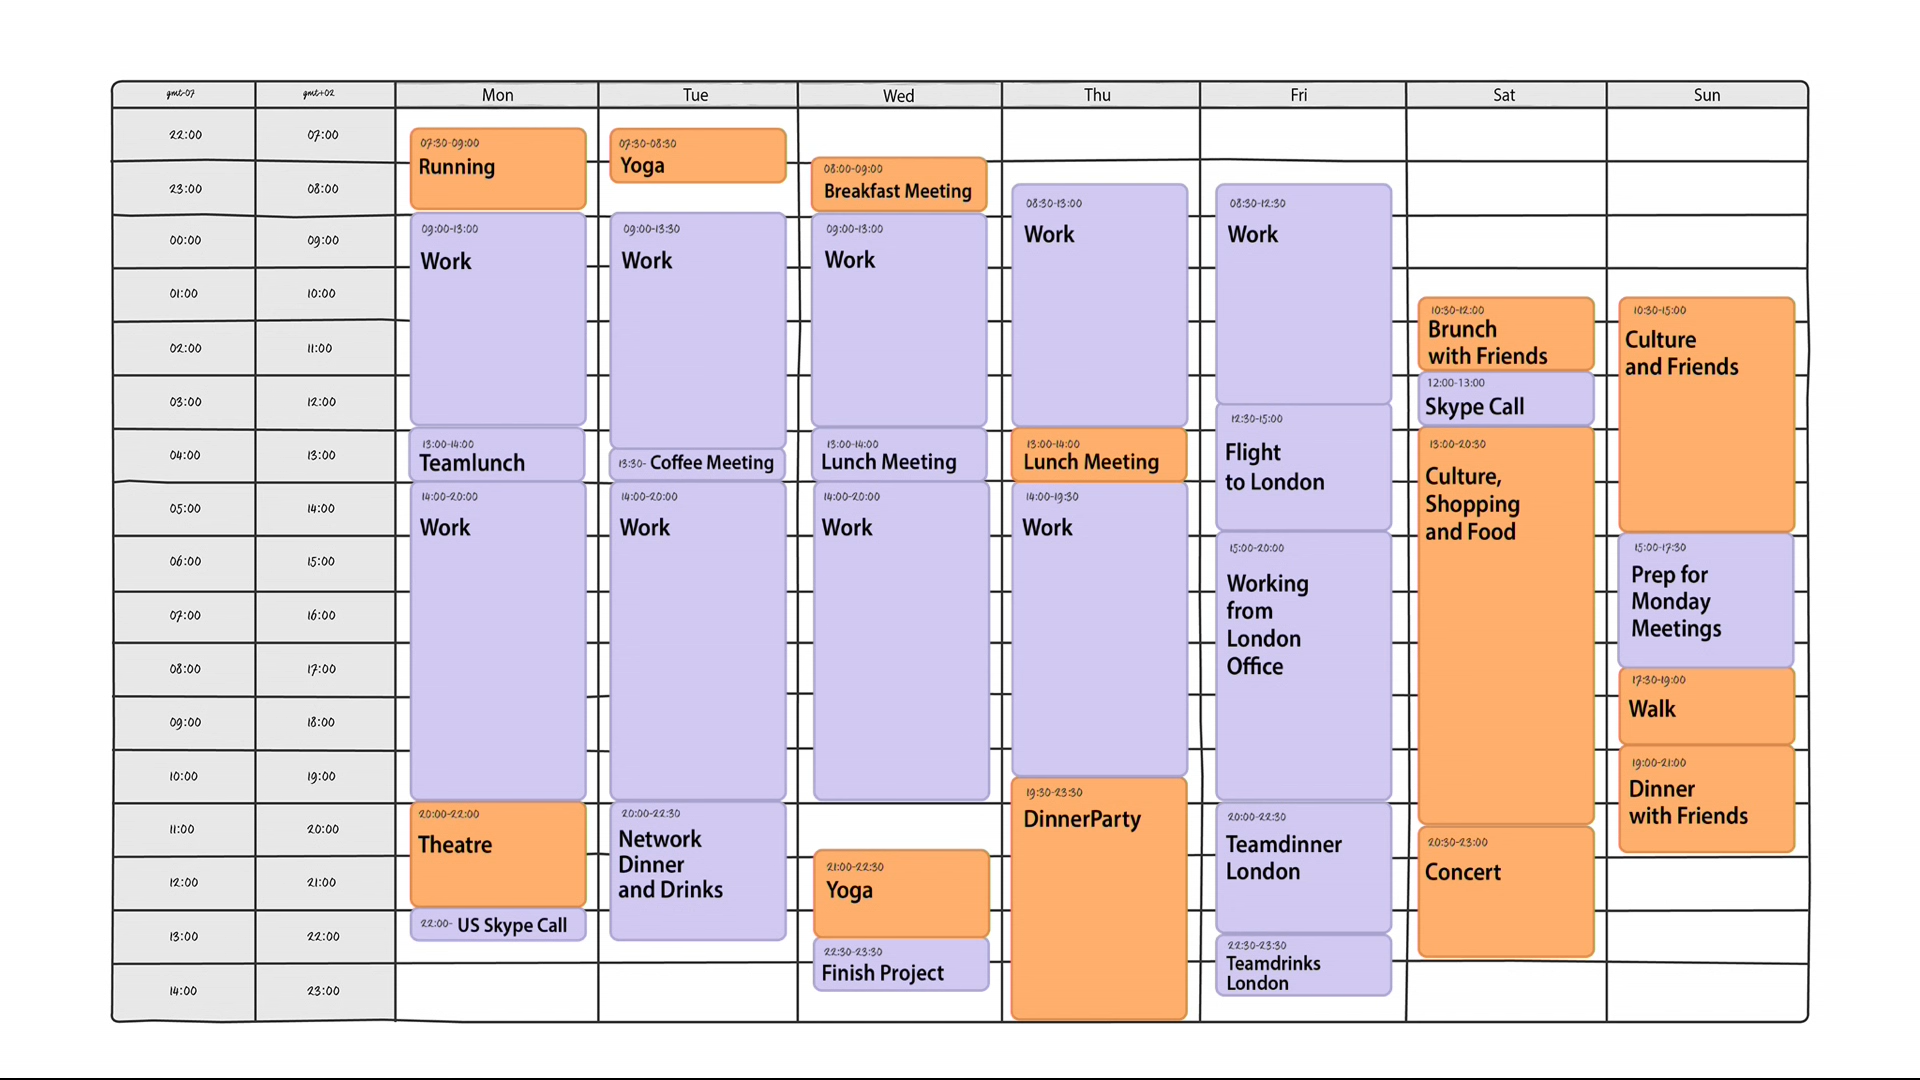 gmt-07 gmt+02 Mon Tue Wed Thu Fri Sat Sun
22:00 07:00
23:00 08:00
00:00 09:00
01:00 10:00
02:00 11:00
03:00 12:00
04:00 13:00
05:00 14:00
06:00 15:00
07:00 16:00
08:00 17:00
09:00 18:00
10:00 19:00
11:00 20:00
12:00 21:00
13:00 22:00
14:00 23:00
07:30-09:00
Running
09:00-13:00
Work
13:00-14:00
Teamlunch
14:00-20:00
Work
20:00-22:00
Theatre
22:00- US Skype Call
07:30-08:30
Yoga
09:00-13:30
Work
13:30- Coffee Meeting
14:00-20:00
Work
20:00-22:30
Network
Dinner
and Drinks
08:00-09:00
Breakfast Meeting
09:00-13:00
Work
13:00-14:00
Lunch Meeting
14:00-20:00
Work
21:00-22:30
Yoga
22:30-23:30
Finish Project
08:30-13:00
Work
13:00-14:00
Lunch Meeting
14:00-19:30
Work
19:30-23:30
DinnerParty
08:30-12:30
Work
12:30-15:00
Flight
to London
15:00-20:00
Working
from
London
Office
20:00-22:30
Teamdinner
London
22:30-23:30
Teamdrinks
London
10:30-12:00
Brunch
with Friends
12:00-13:00
Skype Call
13:00-20:30
Culture,
Shopping
and Food
20:30-23:00
Concert
10:30-15:00
Culture
and Friends
15:00-17:30
Prep for
Monday
Meetings
17:30-19:00
Walk
19:00-21:00
Dinner
with Friends